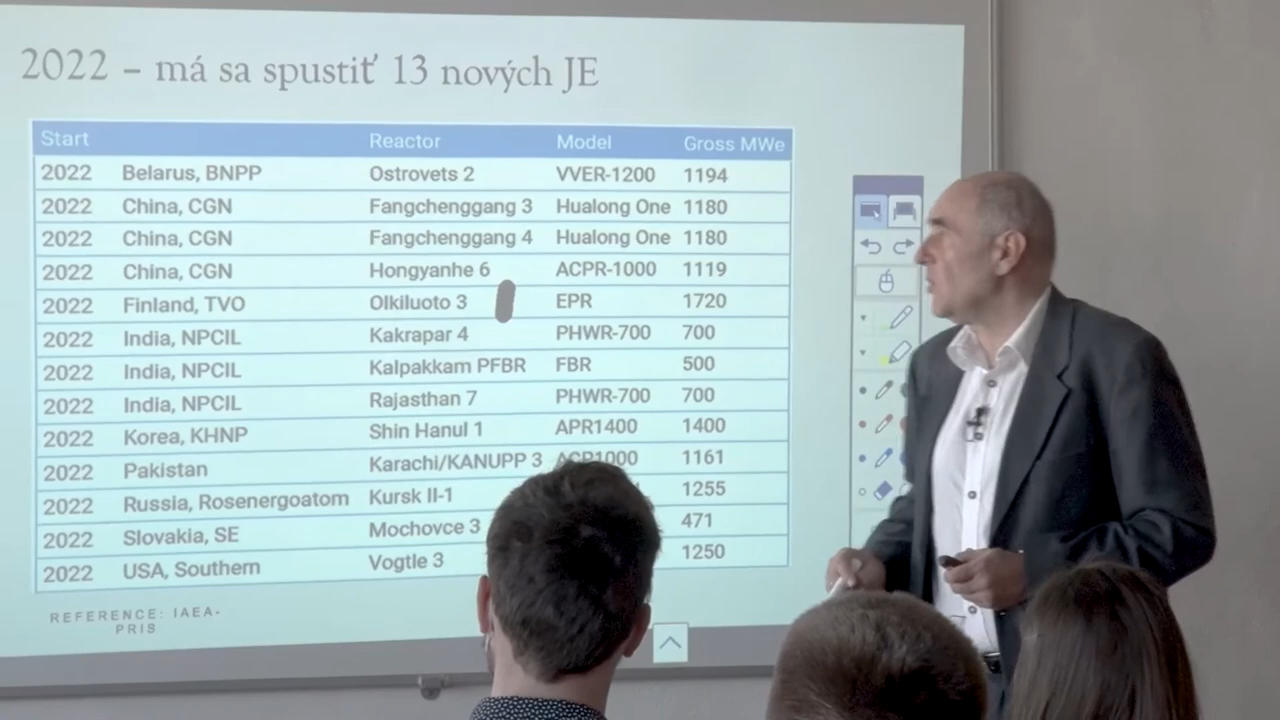 2022 – má sa spustiť 13 nových JE
Start Reactor Model Gross MWe
2022 Belarus, BNPP Ostrovets 2 VVER-1200 1194
2022 China, CGN Fangchenggang 3 Hualong One 1180
2022 China, CGN Fangchenggang 4 Hualong One 1180
2022 China, CGN Hongyanhe 6 ACPR-1000 1119
2022 Finland, TVO Olkiluoto 3 EPR 1720
2022 India, NPCIL Kakrapar 4 PHWR-700 700
2022 India, NPCIL Kalpakkam PFBR FBR 500
2022 India, NPCIL Rajasthan 7 PHWR-700 700
2022 Korea, KHNP Shin Hanul 1 APR1400 1400
2022 Pakistan Karachi/KANUPP 3 ACP1000 1161
2022 Russia, Rosenergoatom Kursk II-1 1255
2022 Slovakia, SE Mochovce 3 471
2022 USA, Southern Vogtle 3 1250
REFERENCE: IAEA-
PRIS